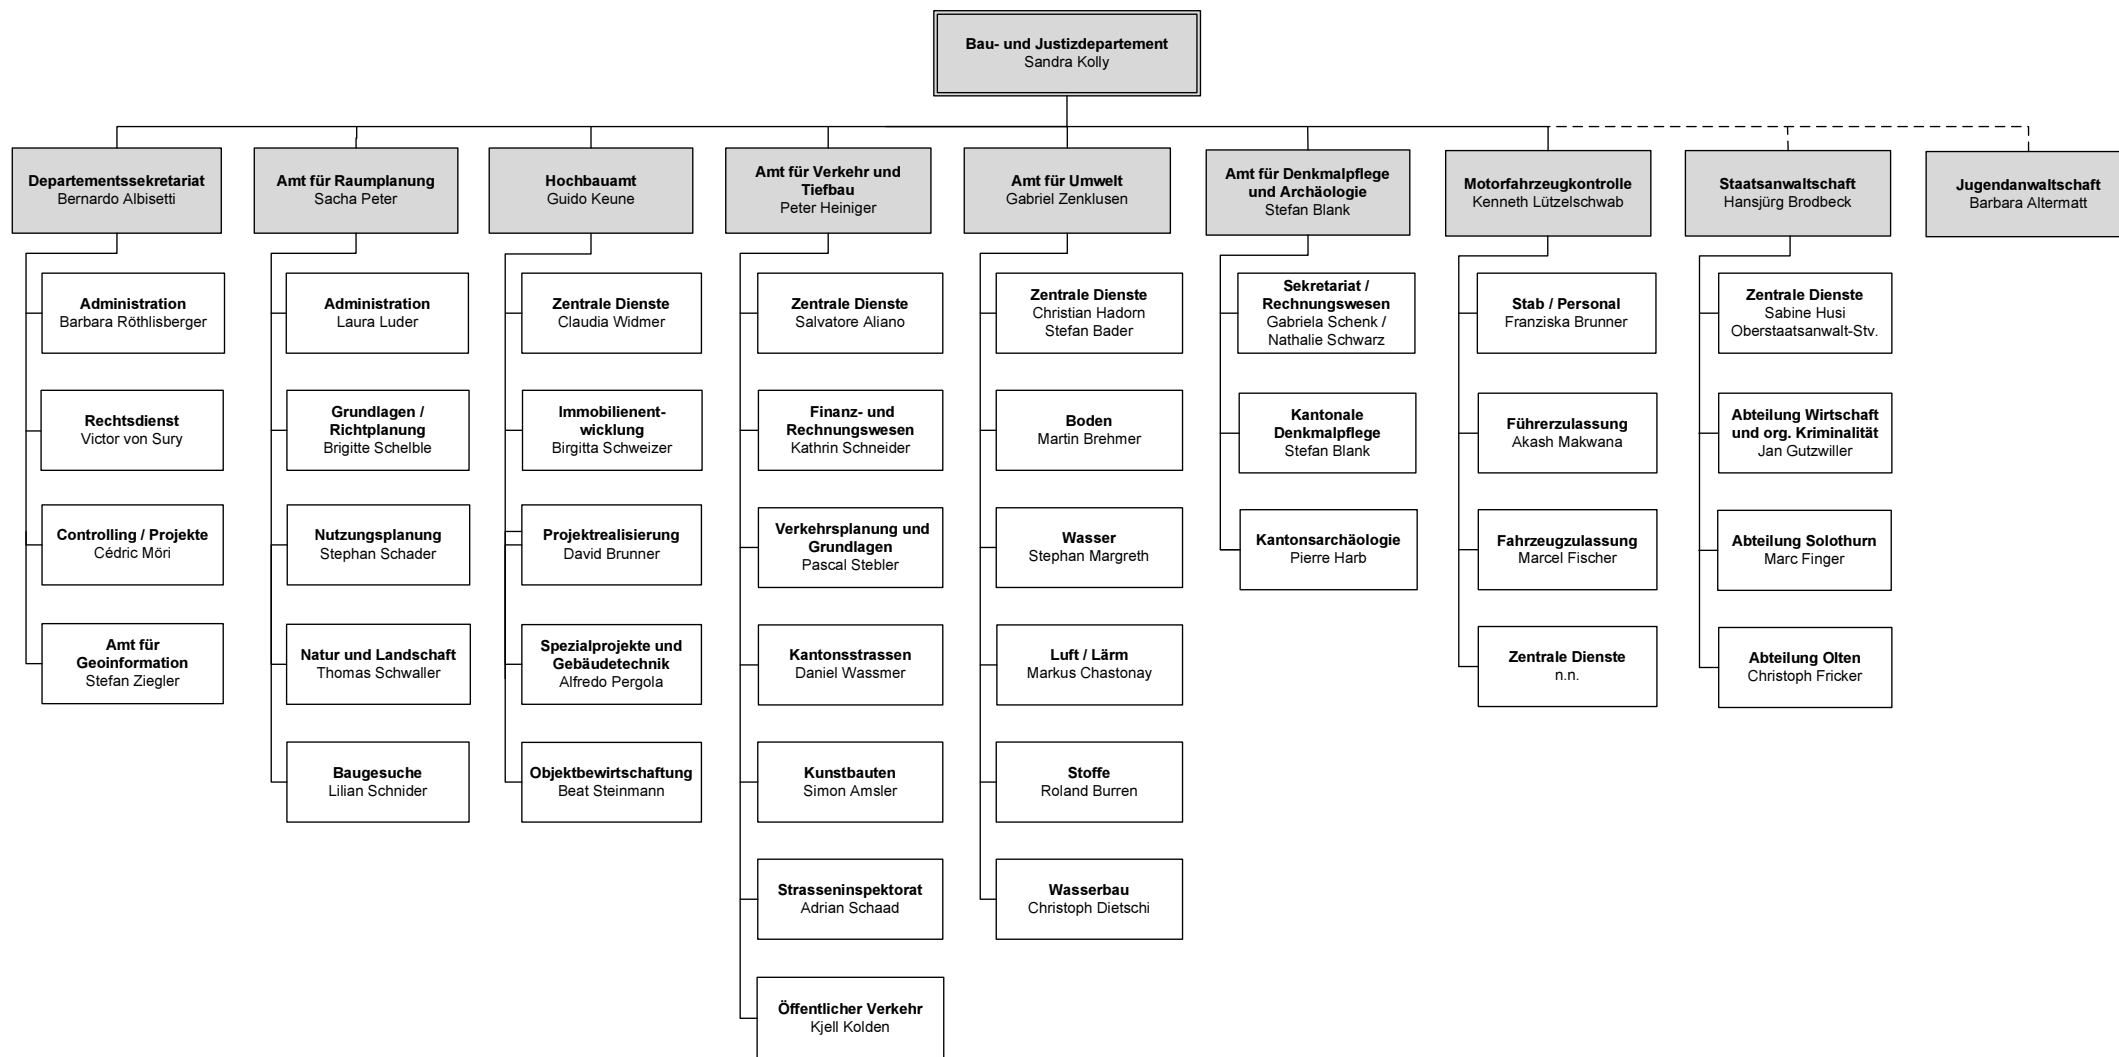 Bau- und Justizdepartement
Sandra Kolly
Departementssekretariat
Bernardo Albisetti
Administration
Barbara Röthlisberger
Rechtsdienst
Victor von Sury
Controlling / Projekte
Cédric Möri
Amt für
Geoinformation
Stefan Ziegler
Amt für Raumplanung
Sacha Peter
Administration
Laura Luder
Grundlagen /
Richtplanung
Brigitte Schelble
Nutzungsplanung
Stephan Schader
Natur und Landschaft
Thomas Schwaller
Baugesuche
Lilian Schnider
Hochbauamt
Guido Keune
Zentrale Dienste
Claudia Widmer
Immobilienent-
wicklung
Birgitta Schweizer
Projektrealisierung
David Brunner
Spezialprojekte und
Gebäudetechnik
Alfredo Pergola
Objektbewirtschaftung
Beat Steinmann
Amt für Verkehr und
Tiefbau
Peter Heiniger
Zentrale Dienste
Salvatore Aliano
Finanz- und
Rechnungswesen
Kathrin Schneider
Verkehrsplanung und
Grundlagen
Pascal Stebler
Kantonsstrassen
Daniel Wassmer
Kunstbauten
Simon Amsler
Strasseninspektorat
Adrian Schaad
Öffentlicher Verkehr
Kjell Kolden
Amt für Umwelt
Gabriel Zenklusen
Zentrale Dienste
Christian Hadorn
Stefan Bader
Boden
Martin Brehmer
Wasser
Stephan Margreth
Luft / Lärm
Markus Chastonay
Stoffe
Roland Burren
Wasserbau
Christoph Dietschi
Amt für Denkmalpflege
und Archäologie
Stefan Blank
Sekretariat /
Rechnungswesen
Gabriela Schenk /
Nathalie Schwarz
Kantonale
Denkmalpflege
Stefan Blank
Kantonsarchäologie
Pierre Harb
Motorfahrzeugkontrolle
Kenneth Lützelschwab
Stab / Personal
Franziska Brunner
Führerzulassung
Akash Makwana
Fahrzeugzulassung
Marcel Fischer
Zentrale Dienste
n.n.
Staatsanwaltschaft
Hansjürg Brodbeck
Zentrale Dienste
Sabine Husi
Oberstaatsanwalt-Stv.
Abteilung Wirtschaft
und org. Kriminalität
Jan Gutzwiller
Abteilung Solothurn
Marc Finger
Abteilung Olten
Christoph Fricker
Jugendanwaltschaft
Barbara Altermatt